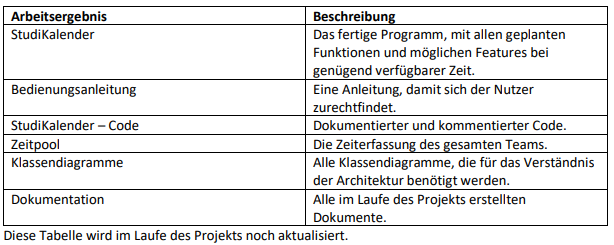 Arbeitsergebnis Beschreibung
StudiKalender Das fertige Programm, mit allen geplanten
Funktionen und möglichen Features bei
genügend verfügbarer Zeit.
Bedienungsanleitung Eine Anleitung, damit sich der Nutzer
zurechtfindet.
StudiKalender – Code Dokumentierter und kommentierter Code.
Zeitpool Die Zeiterfassung des gesamten Teams.
Klassendiagramme Alle Klassendiagramme, die für das Verständnis
der Architektur benötigt werden.
Dokumentation Alle im Laufe des Projekts erstellten
Dokumente.
Diese Tabelle wird im Laufe des Projekts noch aktualisiert.